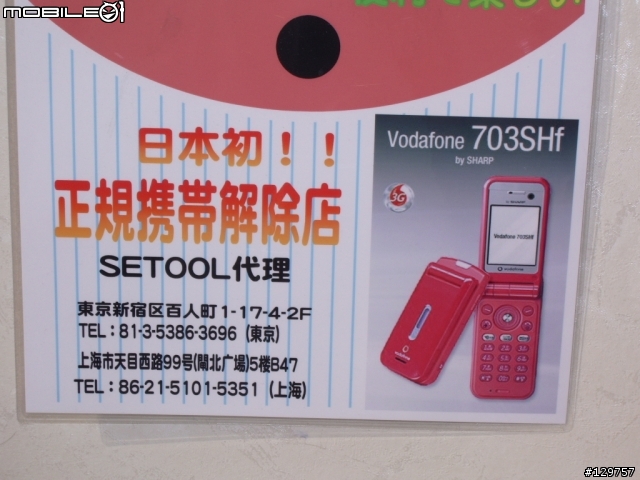 MOBILE01
日本初！！
正規携帯解除店
SETOOL代理
東京新宿区百人町1-17-4-2F
TEL：81-3-5386-3696（東京）
上海市天目西路99号(閘北广場)5楼847
TEL：86-21-5101-5351（上海）
Vodafone 703SHf
by SHARP
3G
Vodafone 703SHf
#129757